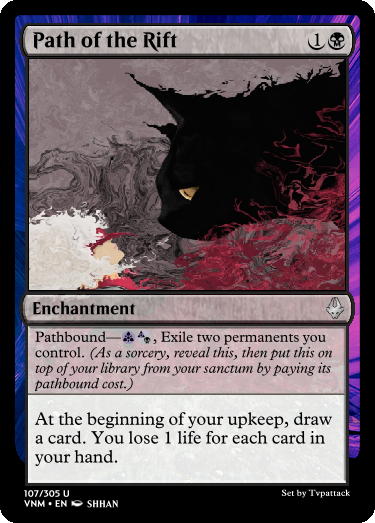 Path of the Rift 1
Enchantment
Pathbound—, Exile two permanents you
control. (As a sorcery, reveal this, then put this on
top of your library from your sanctum by paying its
pathbound cost.)
At the beginning of your upkeep, draw
a card. You lose 1 life for each card in
your hand.
107/305 U
VNM • EN SHHAN
Set by Tvpattack